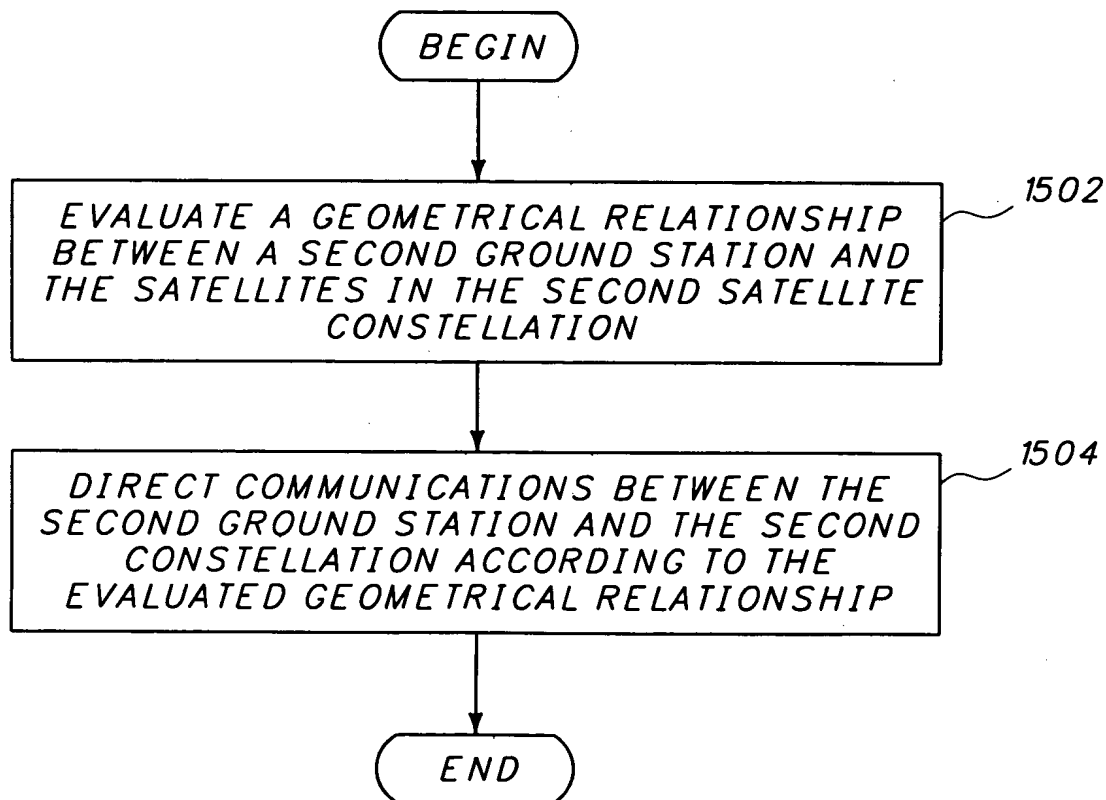 BEGIN
EVALUATE A GEOMETRICAL RELATIONSHIP
BETWEEN A SECOND GROUND STATION AND
THE SATELLITES IN THE SECOND SATELLITE
CONSTELLATION
1502
DIRECT COMMUNICATIONS BETWEEN THE
SECOND GROUND STATION AND THE SECOND
CONSTELLATION ACCORDING TO THE
EVALUATED GEOMETRICAL RELATIONSHIP
1504
END